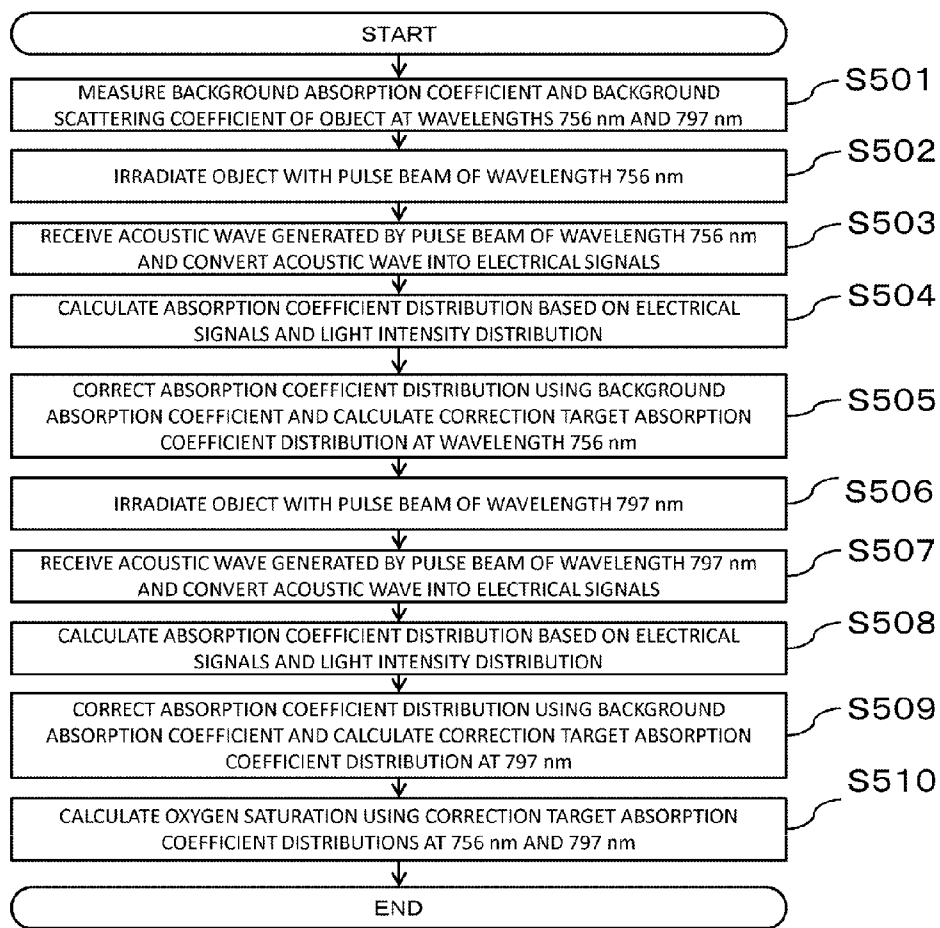 START
MEASURE BACKGROUND ABSORPTION COEFFICIENT AND BACKGROUND
SCATTERING COEFFICIENT OF OBJECT AT WAVELENGTHS 756 nm AND 797 nm
S501
IRRADIATE OBJECT WITH PULSE BEAM OF WAVELENGTH 756 nm
S502
RECEIVE ACOUSTIC WAVE GENERATED BY PULSE BEAM OF WAVELENGTH 756 nm
AND CONVERT ACOUSTIC WAVE INTO ELECTRICAL SIGNALS
S503
CALCULATE ABSORPTION COEFFICIENT DISTRIBUTION BASED ON ELECTRICAL
SIGNALS AND LIGHT INTENSITY DISTRIBUTION
S504
CORRECT ABSORPTION COEFFICIENT DISTRIBUTION USING BACKGROUND
ABSORPTION COEFFICIENT AND CALCULATE CORRECTION TARGET ABSORPTION
COEFFICIENT DISTRIBUTION AT WAVELENGTH 756 nm
S505
IRRADIATE OBJECT WITH PULSE BEAM OF WAVELENGTH 797 nm
S506
RECEIVE ACOUSTIC WAVE GENERATED BY PULSE BEAM OF WAVELENGTH 797 nm
AND CONVERT ACOUSTIC WAVE INTO ELECTRICAL SIGNALS
S507
CALCULATE ABSORPTION COEFFICIENT DISTRIBUTION BASED ON ELECTRICAL
SIGNALS AND LIGHT INTENSITY DISTRIBUTION
S508
CORRECT ABSORPTION COEFFICIENT DISTRIBUTION USING BACKGROUND
ABSORPTION COEFFICIENT AND CALCULATE CORRECTION TARGET ABSORPTION
COEFFICIENT DISTRIBUTION AT 797 nm
S509
CALCULATE OXYGEN SATURATION USING CORRECTION TARGET ABSORPTION
COEFFICIENT DISTRIBUTIONS AT 756 nm AND 797 nm
S510
END